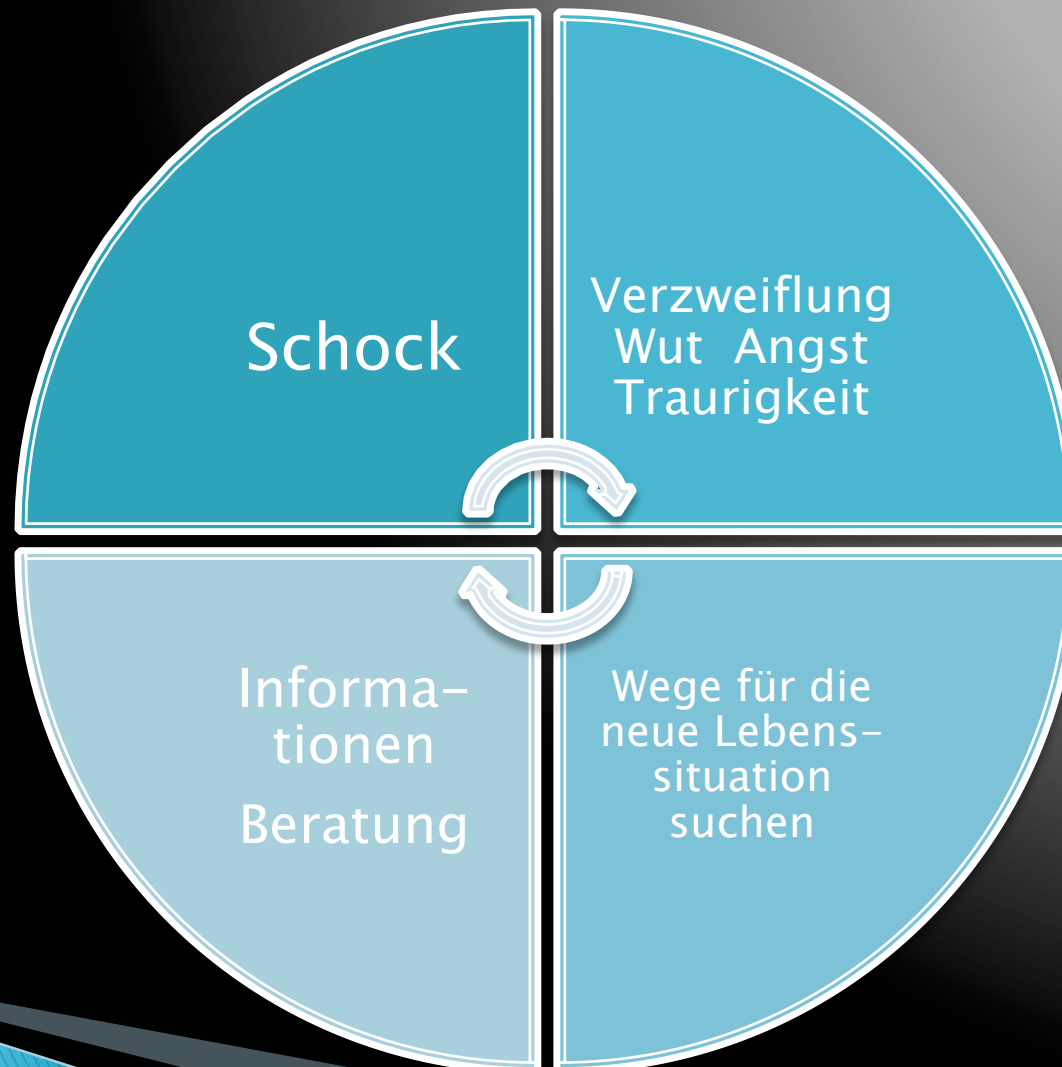 Schock
Verzweiflung
Wut Angst
Traurigkeit
Informa-
tionen
Beratung
Wege für die
neue Lebens-
situation
suchen